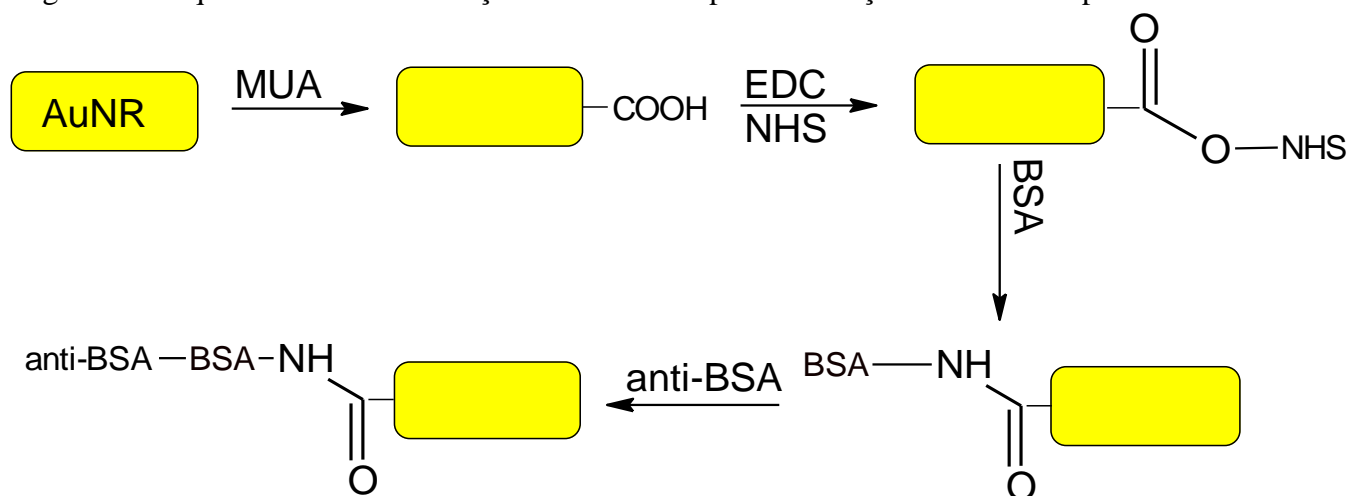 AuNR
MUA
COOH
EDC
NHS
O
O
NHS
BSA
anti-BSA
BSA
NH
O
anti-BSA
BSA
NH
O